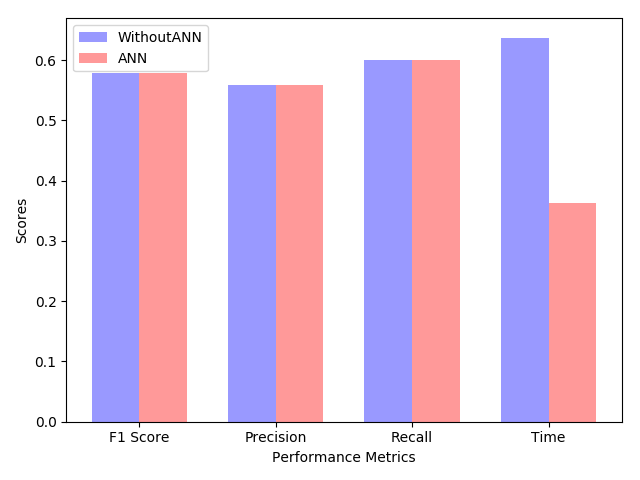 WithoutANN
ANN
0.6
0.5
0.4
0.3
0.2
0.1
0.0
Scores
F1 Score
Precision
Recall
Time
Performance Metrics